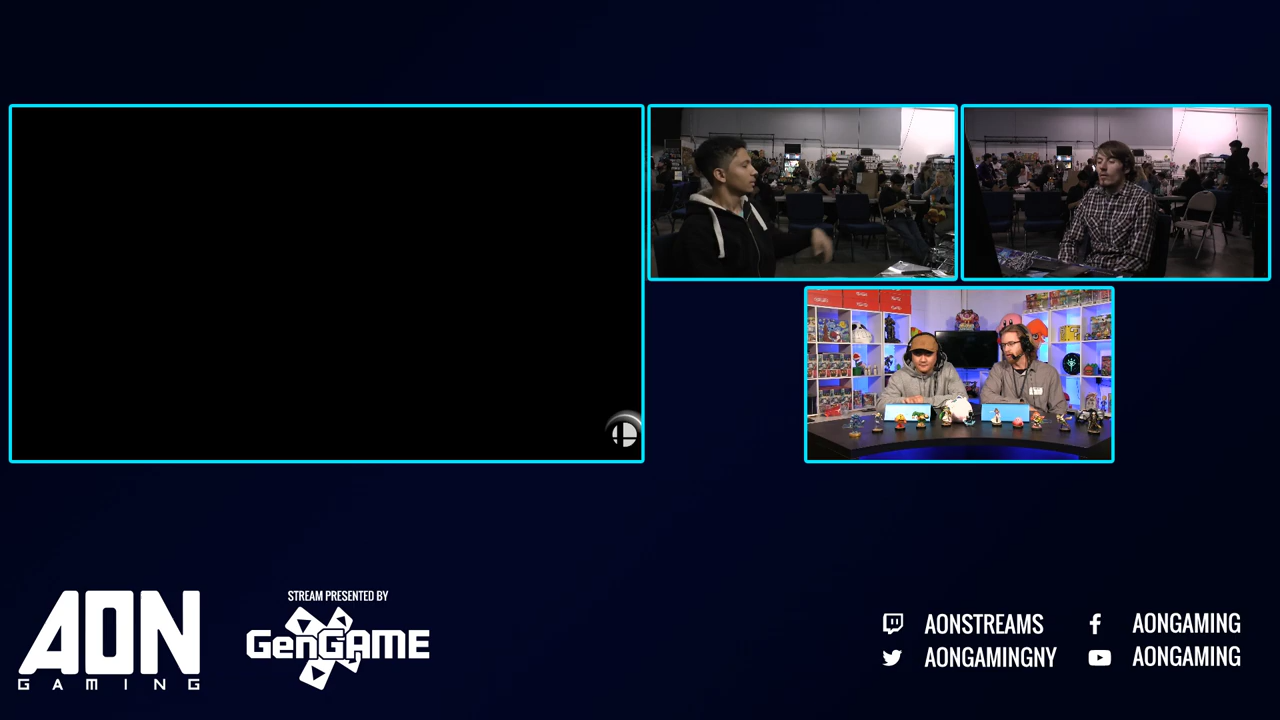 AON
GAMING
STREAM PRESENTED BY
GENGAME
AONSTREAMS
AONGAMING
AONGAMINGNY
AONGAMING